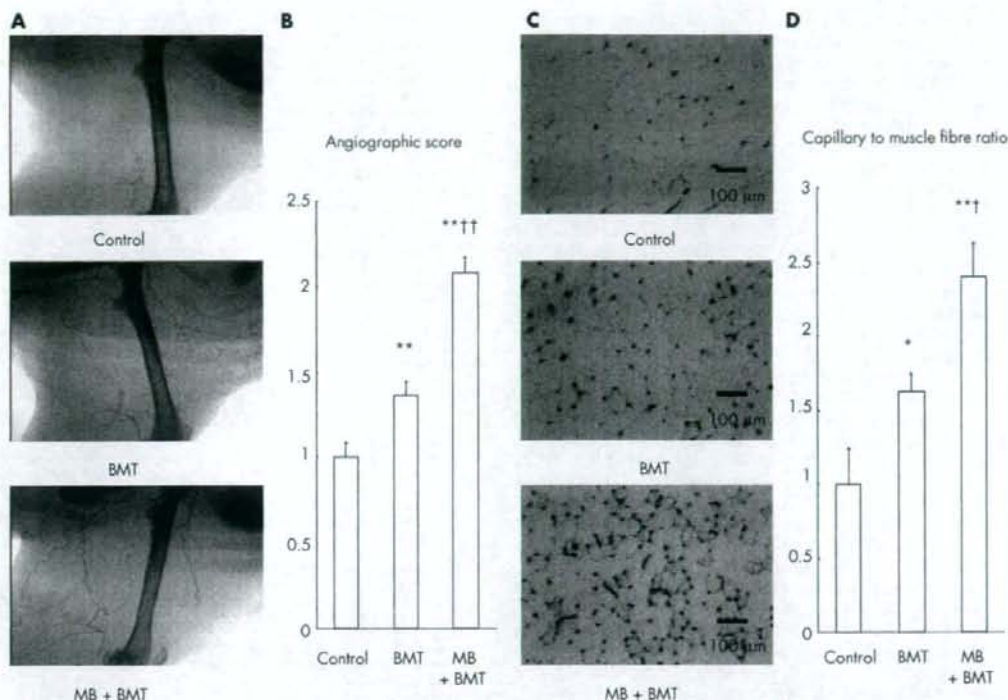 A
Control
BMT
MB + BMT
B
Angiographic score
2.5
2
1.5
1
0.5
0
**
**††
Control
BMT
MB
+ BMT
C
100 µm
Control
100 µm
BMT
100 µm
MB + BMT
D
Capillary to muscle fibre ratio
3
2.5
2
1.5
1
0.5
0
*
**†
Control
BMT
MB
+ BMT